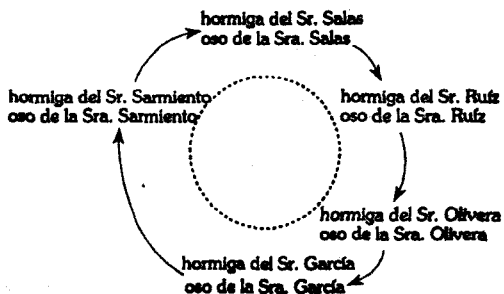 hormiga del Sr. Salas
oso de la Sra. Salas
hormiga del Sr. Sarmiento
oso de la Sra. Sarmiento
hormiga del Sr. Ruíz
oso de la Sra. Ruíz
hormiga del Sr. Olivera
oso de la Sra. Olivera
hormiga del Sr. García
oso de la Sra. García